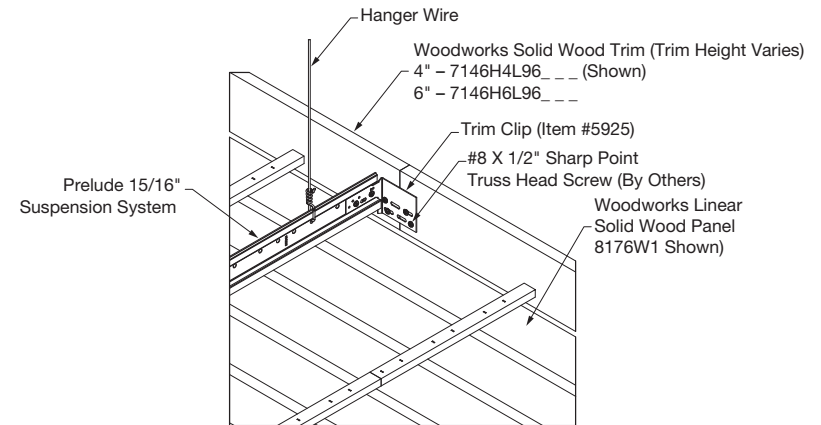 Hanger Wire
Woodworks Solid Wood Trim (Trim Height Varies)
4" – 7146H4L96_ _ _ (Shown)
6" – 7146H6L96_ _ _
Trim Clip (Item #5925)
#8 X 1/2" Sharp Point
Truss Head Screw (By Others)
Prelude 15/16"
Suspension System
Woodworks Linear
Solid Wood Panel
8176W1 Shown)